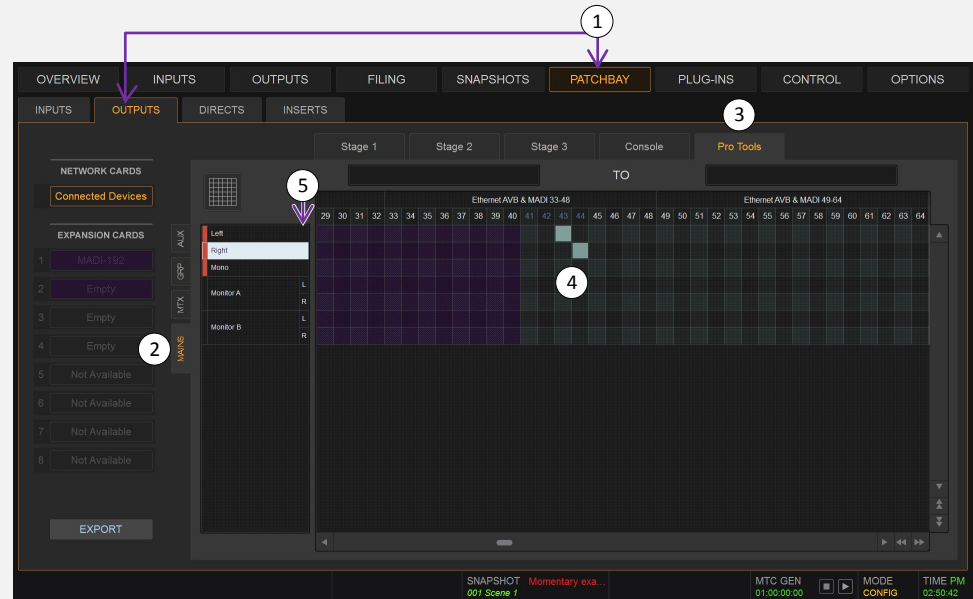 1
OVERVIEW INPUTS OUTPUTS FILING SNAPSHOTS PATCHBAY PLUG-INS CONTROL OPTIONS
INPUTS OUTPUTS DIRECTS INSERTS
3
Stage 1 Stage 2 Stage 3 Console Pro Tools
NETWORK CARDS
TO
Connected Devices
5
Ethernet AVB & MADI 33-48 Ethernet AVB & MADI 49-64
29 30 31 32 33 34 35 36 37 38 39 40 41 42 43 44 45 46 47 48 49 50 51 52 53 54 55 56 57 58 59 60 61 62 63 64
EXPANSION CARDS
1 MADI-192
2 Empty
3 Empty
4 Empty
5 Not Available
6 Not Available
7 Not Available
8 Not Available
EXPORT
AUX
GRP
MTX
2
MAINS
Left
Right
Mono
Monitor A L
R
Monitor B L
R
4
SNAPSHOT Momentary exa...
001 Scene 1
MTC GEN
01:00:00:00
MODE
CONFIG
TIME PM
02:50:42